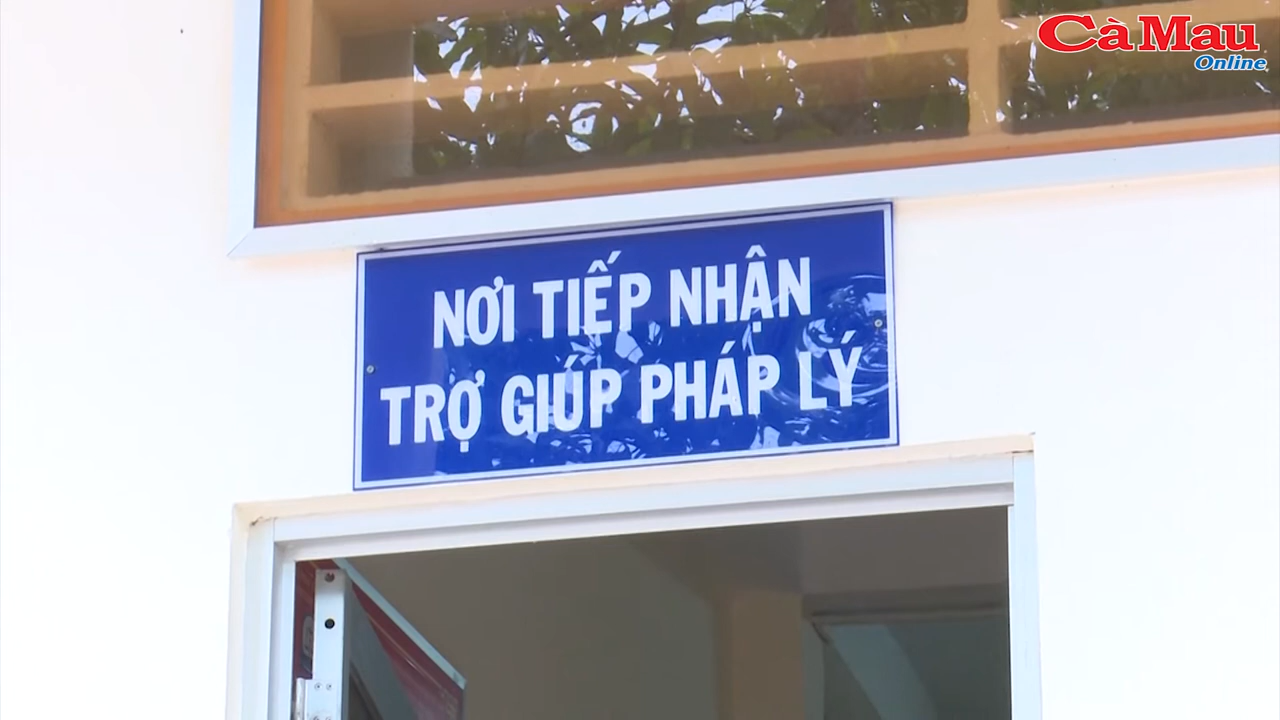 Cà Mau
Online
NƠI TIẾP NHẬN
TRỢ GIÚP PHÁP LÝ